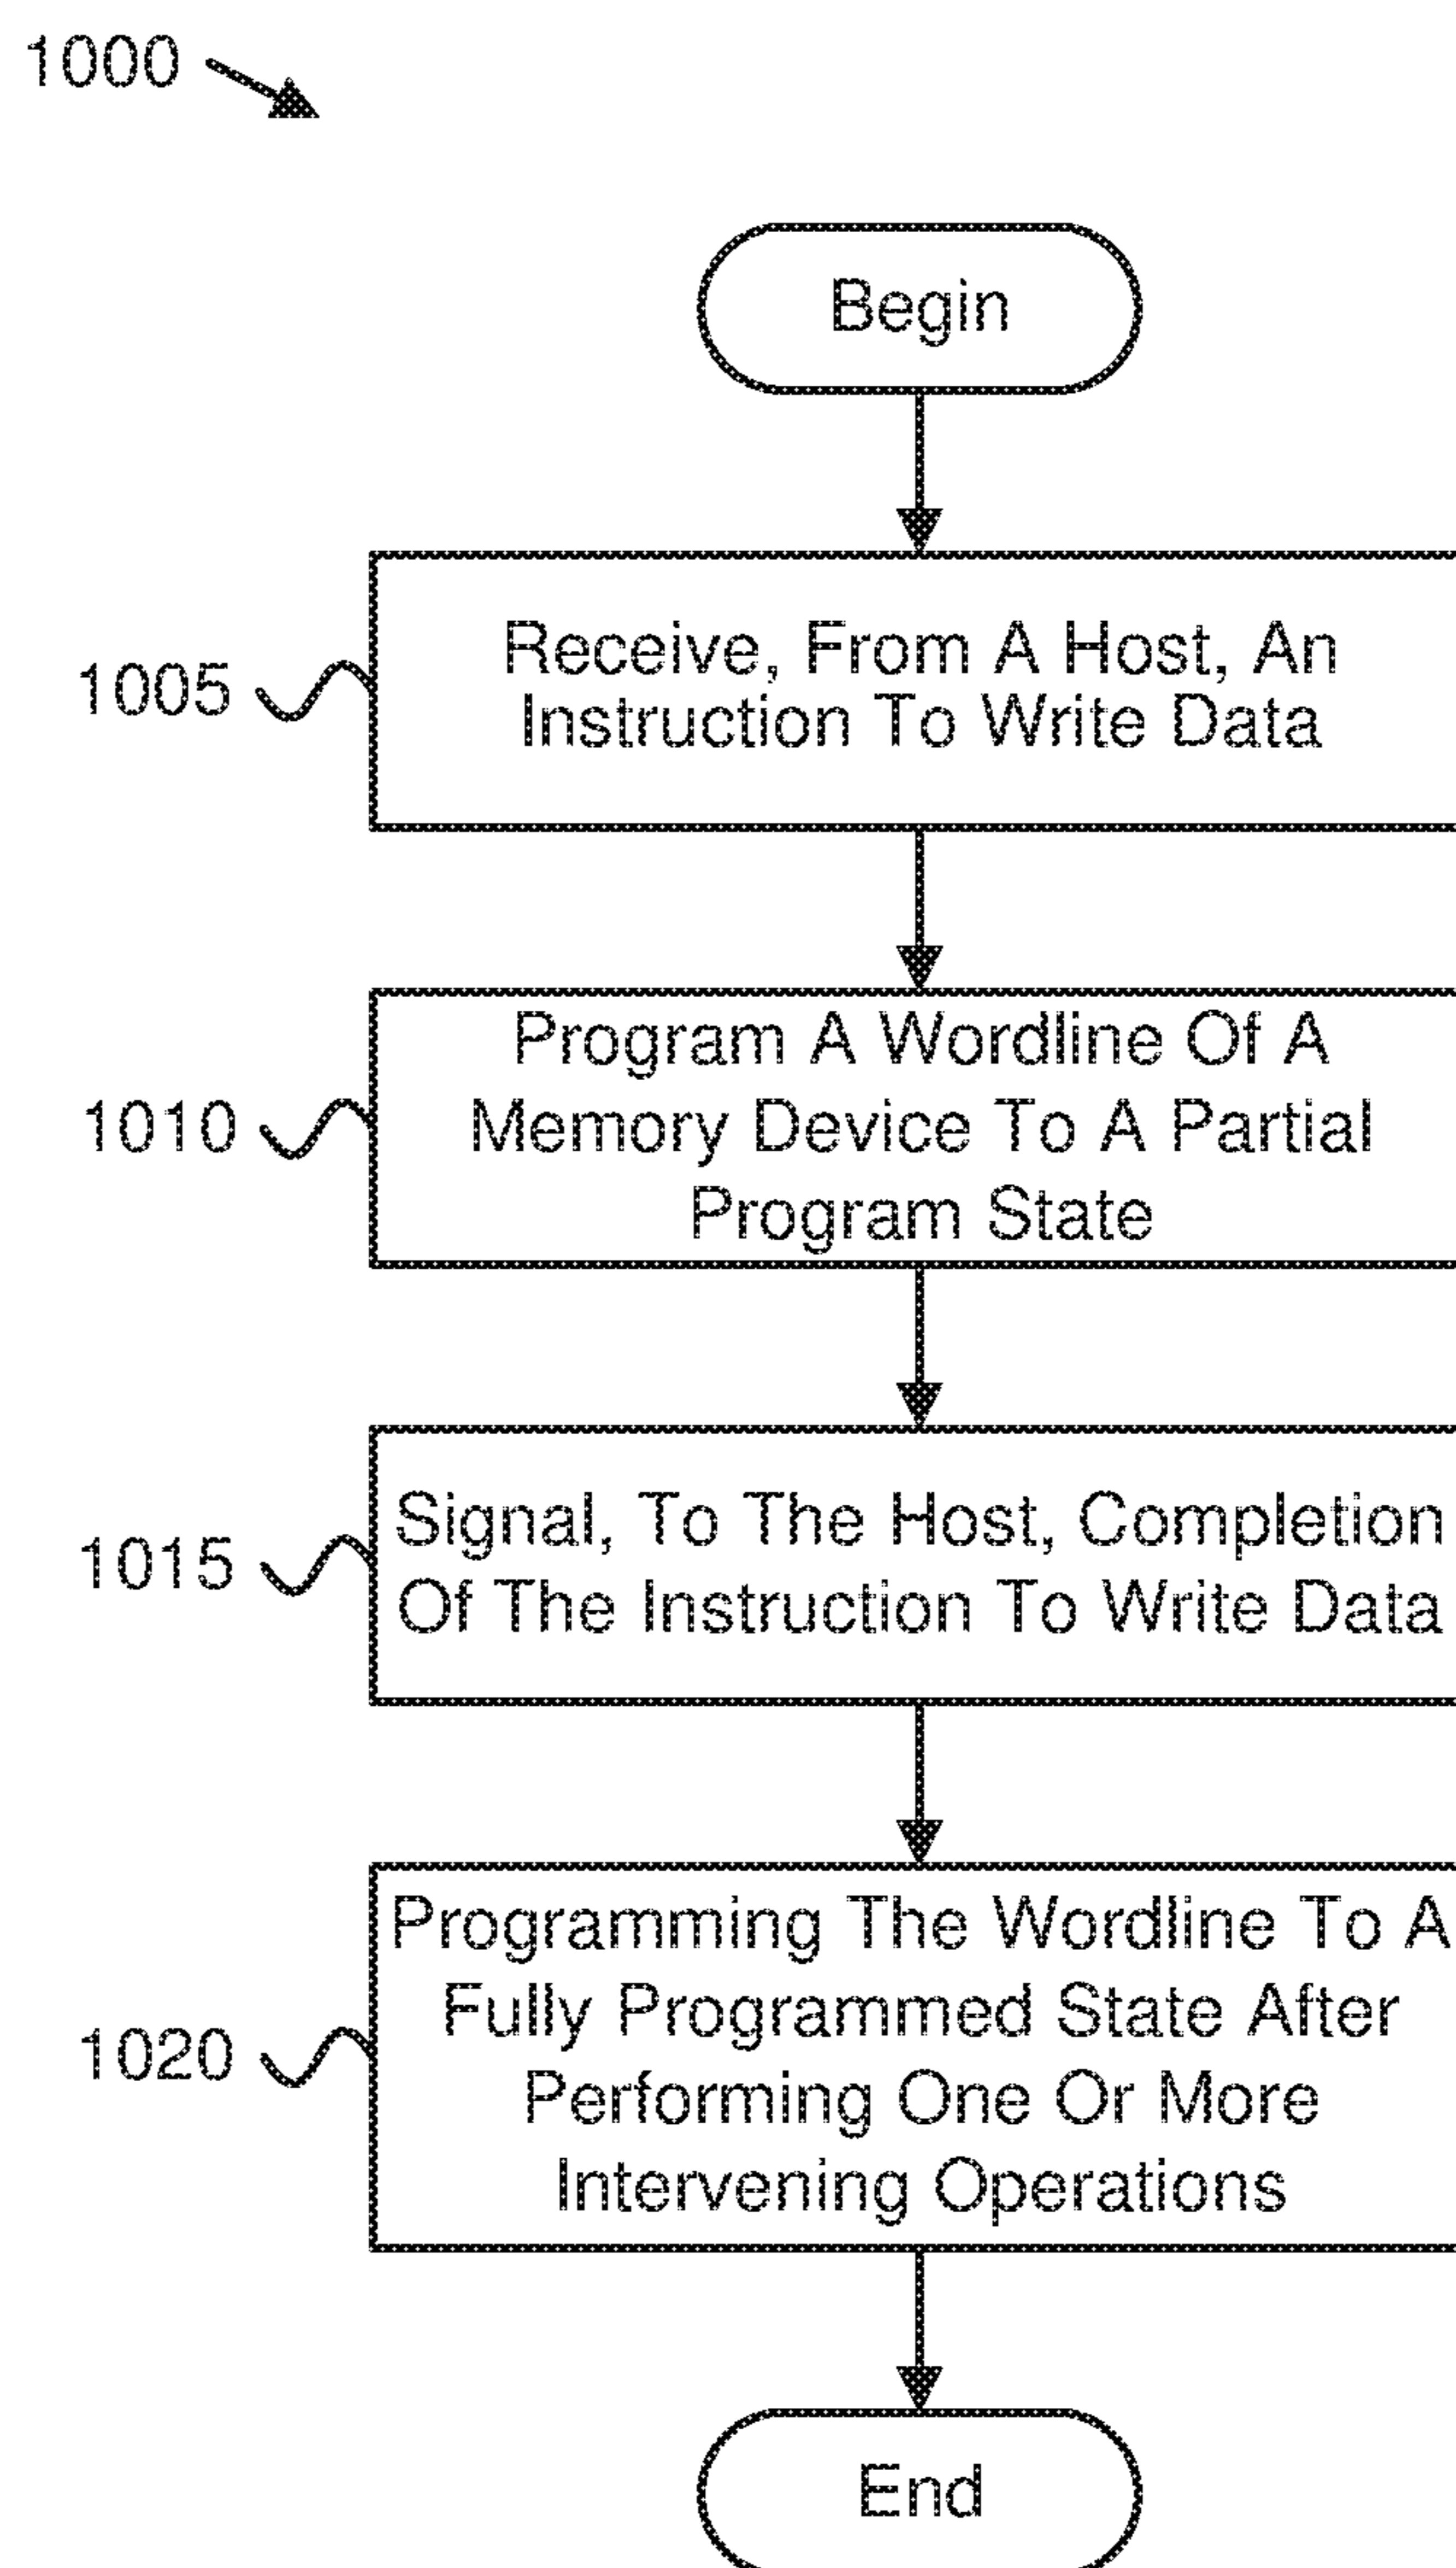 1000
Begin
1005
Receive, From A Host, An
Instruction To Write Data
1010
Program A Wordline Of A
Memory Device To A Partial
Program State
1015
Signal, To The Host, Completion
Of The Instruction To Write Data
1020
Programming The Wordline To A
Fully Programmed State After
Performing One Or More
Intervening Operations
End